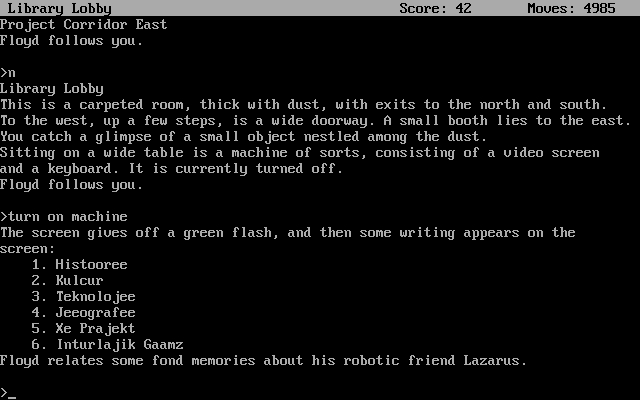 Library Lobby Score: 42 Moves: 4985
Project Corridor East
Floyd follows you.
>n
Library Lobby
This is a carpeted room, thick with dust, with exits to the north and south.
To the west, up a few steps, is a wide doorway. A small booth lies to the east.
You catch a glimpse of a small object nestled among the dust.
Sitting on a wide table is a machine of sorts, consisting of a video screen
and a keyboard. It is currently turned off.
Floyd follows you.
>turn on machine
The screen gives off a green flash, and then some writing appears on the
screen:
1. Histooree
2. Kulcur
3. Teknolojee
4. Jeeografee
5. Xe Prajekt
6. Inturlajik Gaamz
Floyd relates some fond memories about his robotic friend Lazarus.
>_